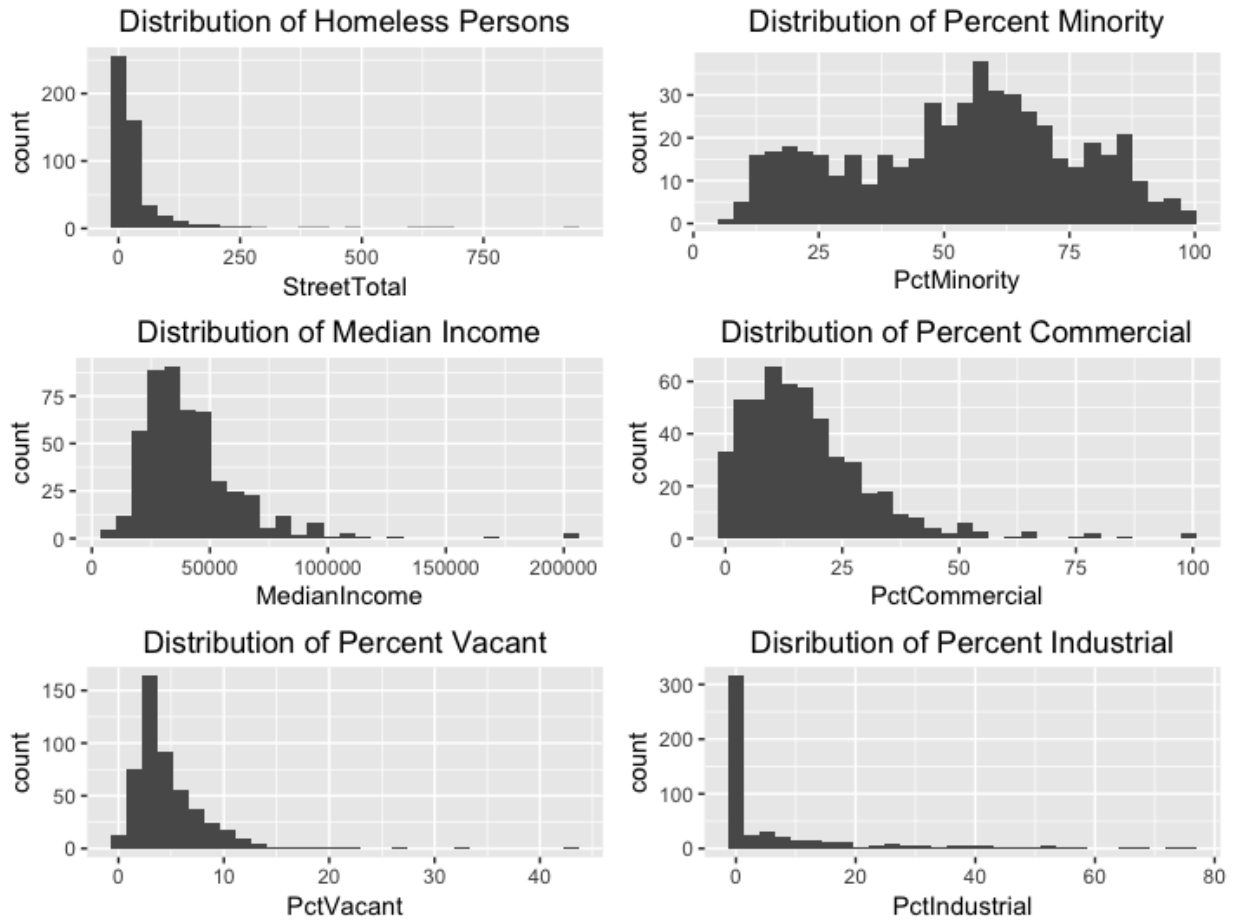 Distribution of Homeless Persons
count
200
100
0
0
250
500
750
StreetTotal
Distribution of Percent Minority
count
30
20
10
0
0
25
50
75
100
PctMinority
Distribution of Median Income
count
75
50
25
0
0
50000
100000
150000
200000
MedianIncome
Distribution of Percent Commercial
count
60
40
20
0
0
25
50
75
100
PctCommercial
Distribution of Percent Vacant
count
150
100
50
0
0
10
20
30
40
PctVacant
Disribution of Percent Industrial
count
300
200
100
0
0
20
40
60
80
PctIndustrial